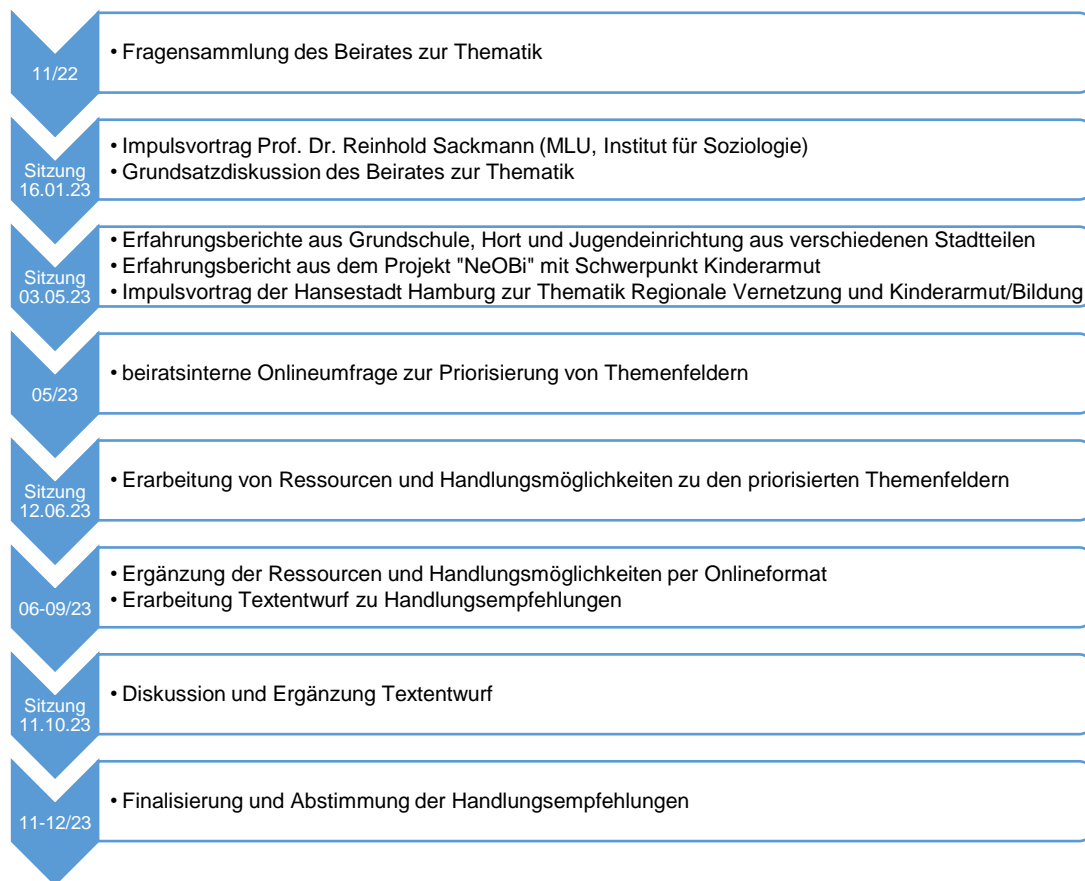 11/22
• Fragensammlung des Beirates zur Thematik
Sitzung
16.01.23
• Impulsvortrag Prof. Dr. Reinhold Sackmann (MLU, Institut für Soziologie)
• Grundsatzdiskussion des Beirates zur Thematik
Sitzung
03.05.23
• Erfahrungsberichte aus Grundschule, Hort und Jugendeinrichtung aus verschiedenen Stadtteilen
• Erfahrungsbericht aus dem Projekt "NeOBi" mit Schwerpunkt Kinderarmut
• Impulsvortrag der Hansestadt Hamburg zur Thematik Regionale Vernetzung und Kinderarmut/Bildung
05/23
• beiratsinterne Onlineumfrage zur Priorisierung von Themenfeldern
Sitzung
12.06.23
• Erarbeitung von Ressourcen und Handlungsmöglichkeiten zu den priorisierten Themenfeldern
06-09/23
• Ergänzung der Ressourcen und Handlungsmöglichkeiten per Onlineformat
• Erarbeitung Textentwurf zu Handlungsempfehlungen
Sitzung
11.10.23
• Diskussion und Ergänzung Textentwurf
11-12/23
• Finalisierung und Abstimmung der Handlungsempfehlungen